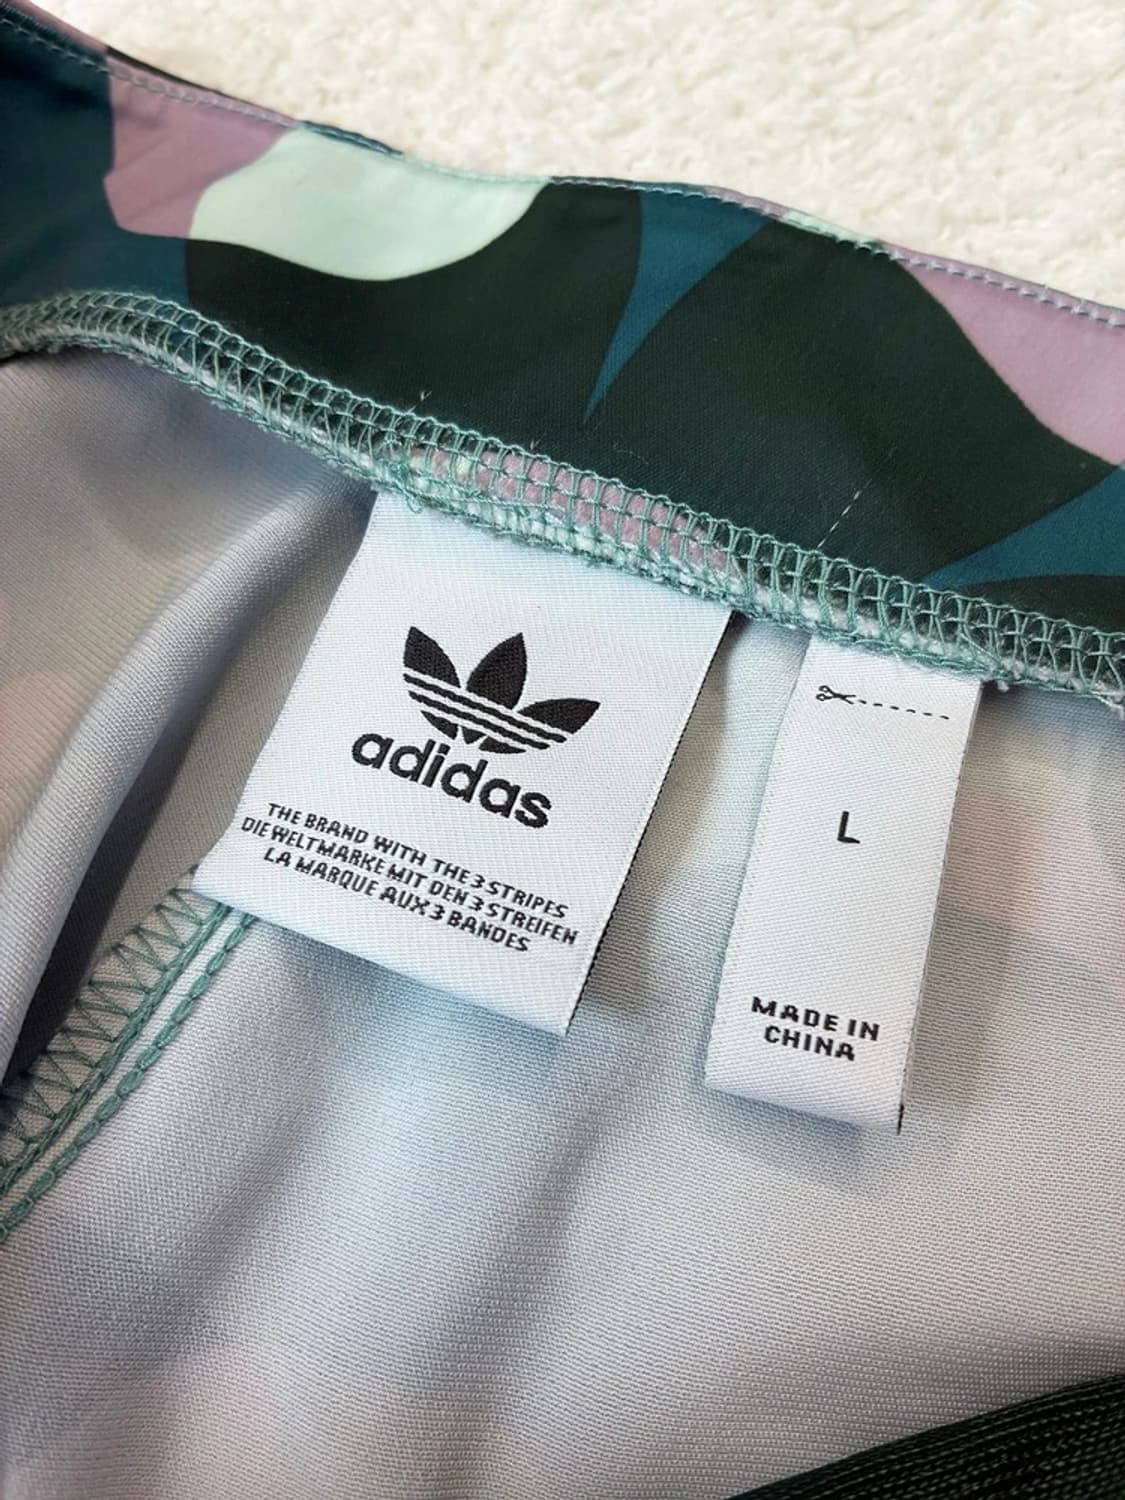 adidas
THE BRAND WITH THE 3 STRIPES
DIE WELTMARKE MIT DEN 3 STREIFEN
LA MARQUE AUX 3 BANDES
L
MADE IN
CHINA